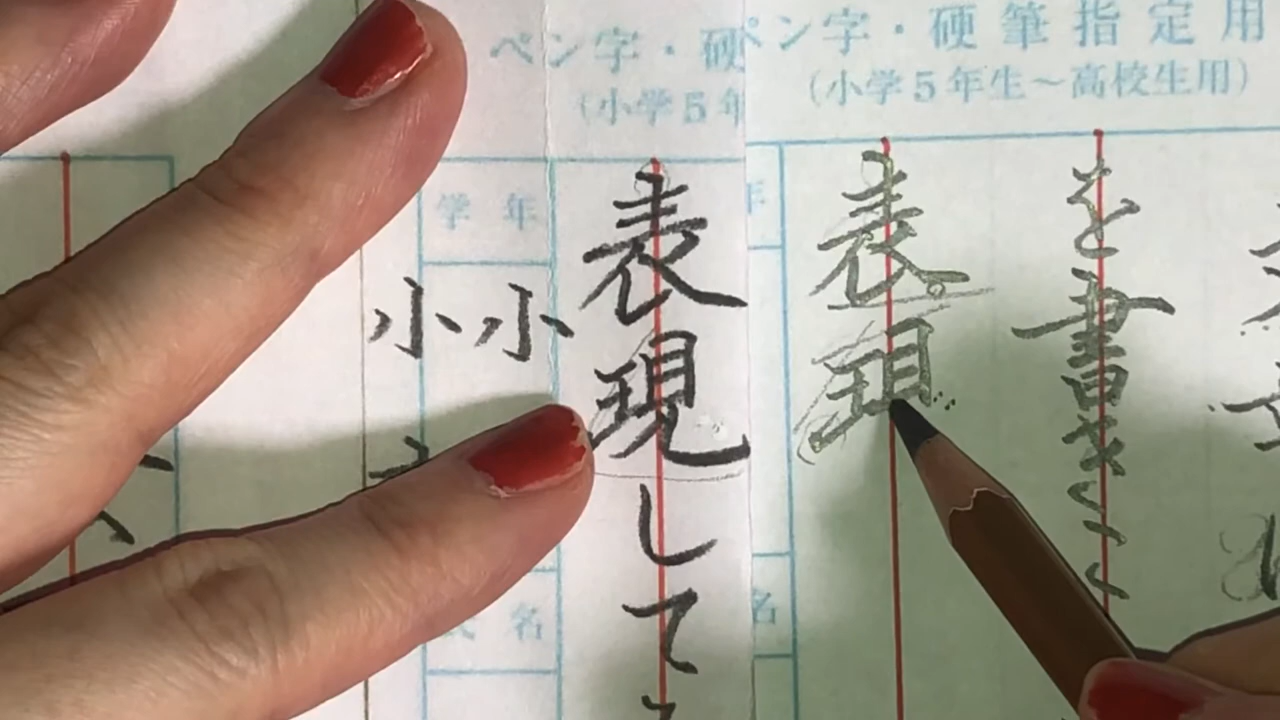 ペン字・硬筆指定用
(小学5年生～高校生用)
を書きく
表現
ペン字・硬
(小学5年
表現して
学年
氏名
年
名
小小